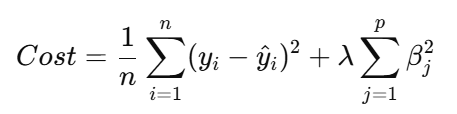 Cost = \frac{1}{n} \sum_{i=1}^{n} (y_i - \hat{y}_i)^2 + \lambda \sum_{j=1}^{p} \beta_j^2